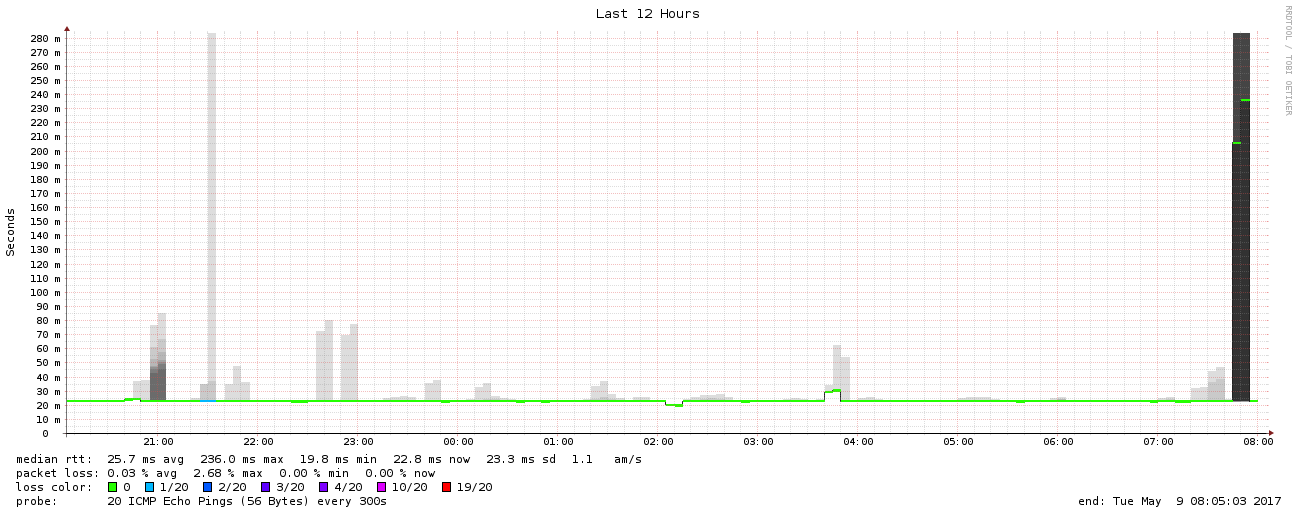 Last 12 Hours
RRDTOOL / TOBI OETIKER
Seconds
280 m
270 m
260 m
250 m
240 m
230 m
220 m
210 m
200 m
190 m
180 m
170 m
160 m
150 m
140 m
130 m
120 m
110 m
100 m
90 m
80 m
70 m
60 m
50 m
40 m
30 m
20 m
10 m
0
21:00 22:00 23:00 00:00 01:00 02:00 03:00 04:00 05:00 06:00 07:00 08:00
median rtt: 25.7 ms avg 236.0 ms max 19.8 ms min 22.8 ms now 23.3 ms sd 1.1 am/s
packet loss: 0.03 % avg 2.68 % max 0.00 % min 0.00 % now
loss color: 0 1/20 2/20 3/20 4/20 10/20 19/20
probe: 20 ICMP Echo Pings (56 Bytes) every 300s end: Tue May 9 08:05:03 2017